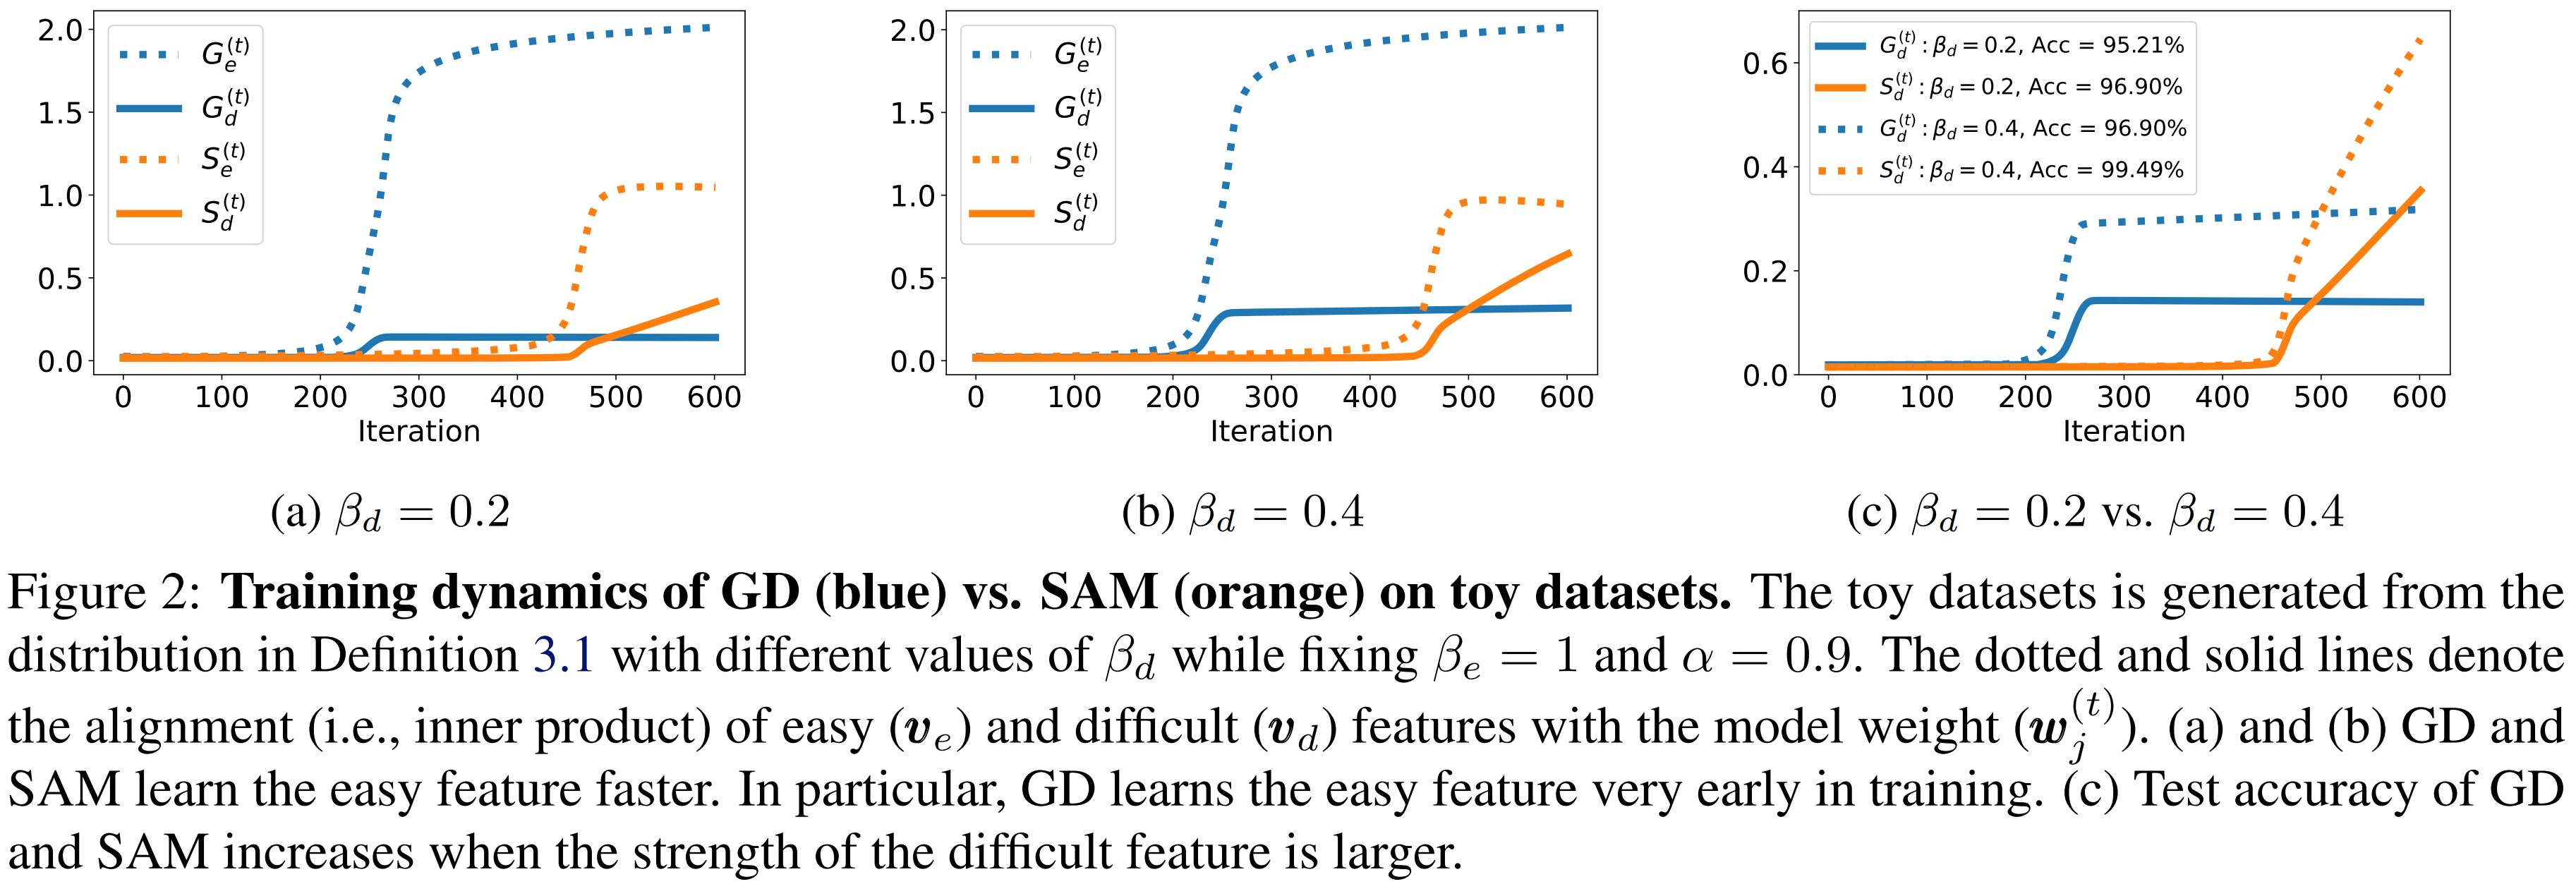 2.0
1.5
1.0
0.5
0.0
G_e^(t)
G_d^(t)
S_e^(t)
S_d^(t)
0 100 200 300 400 500 600
Iteration
(a) β_d = 0.2
2.0
1.5
1.0
0.5
0.0
G_e^(t)
G_d^(t)
S_e^(t)
S_d^(t)
0 100 200 300 400 500 600
Iteration
(b) β_d = 0.4
0.6
0.4
0.2
0.0
G_d^(t) : β_d = 0.2, Acc = 95.21%
S_d^(t) : β_d = 0.2, Acc = 96.90%
G_d^(t) : β_d = 0.4, Acc = 96.90%
S_d^(t) : β_d = 0.4, Acc = 99.49%
0 100 200 300 400 500 600
Iteration
(c) β_d = 0.2 vs. β_d = 0.4
Figure 2: Training dynamics of GD (blue) vs. SAM (orange) on toy datasets. The toy datasets is generated from the
distribution in Definition 3.1 with different values of β_d while fixing β_e = 1 and α = 0.9. The dotted and solid lines denote
the alignment (i.e., inner product) of easy (v_e) and difficult (v_d) features with the model weight (w_j^(t)). (a) and (b) GD and
SAM learn the easy feature faster. In particular, GD learns the easy feature very early in training. (c) Test accuracy of GD
and SAM increases when the strength of the difficult feature is larger.